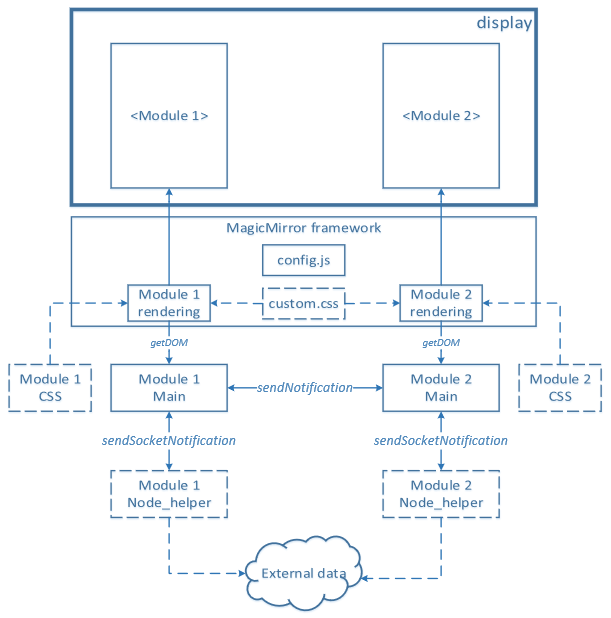 display
<Module 1>
<Module 2>
MagicMirror framework
config.js
Module 1
rendering
custom.css
Module 2
rendering
getDOM
getDOM
Module 1
CSS
Module 1
Main
sendNotification
Module 2
Main
Module 2
CSS
sendSocketNotification
sendSocketNotification
Module 1
Node_helper
Module 2
Node_helper
External data